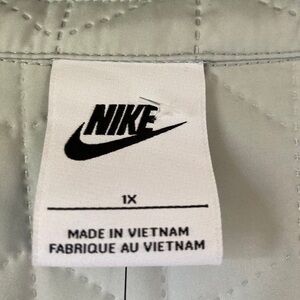 NIKE
1X
MADE IN VIETNAM
FABRIQUE AU VIETNAM